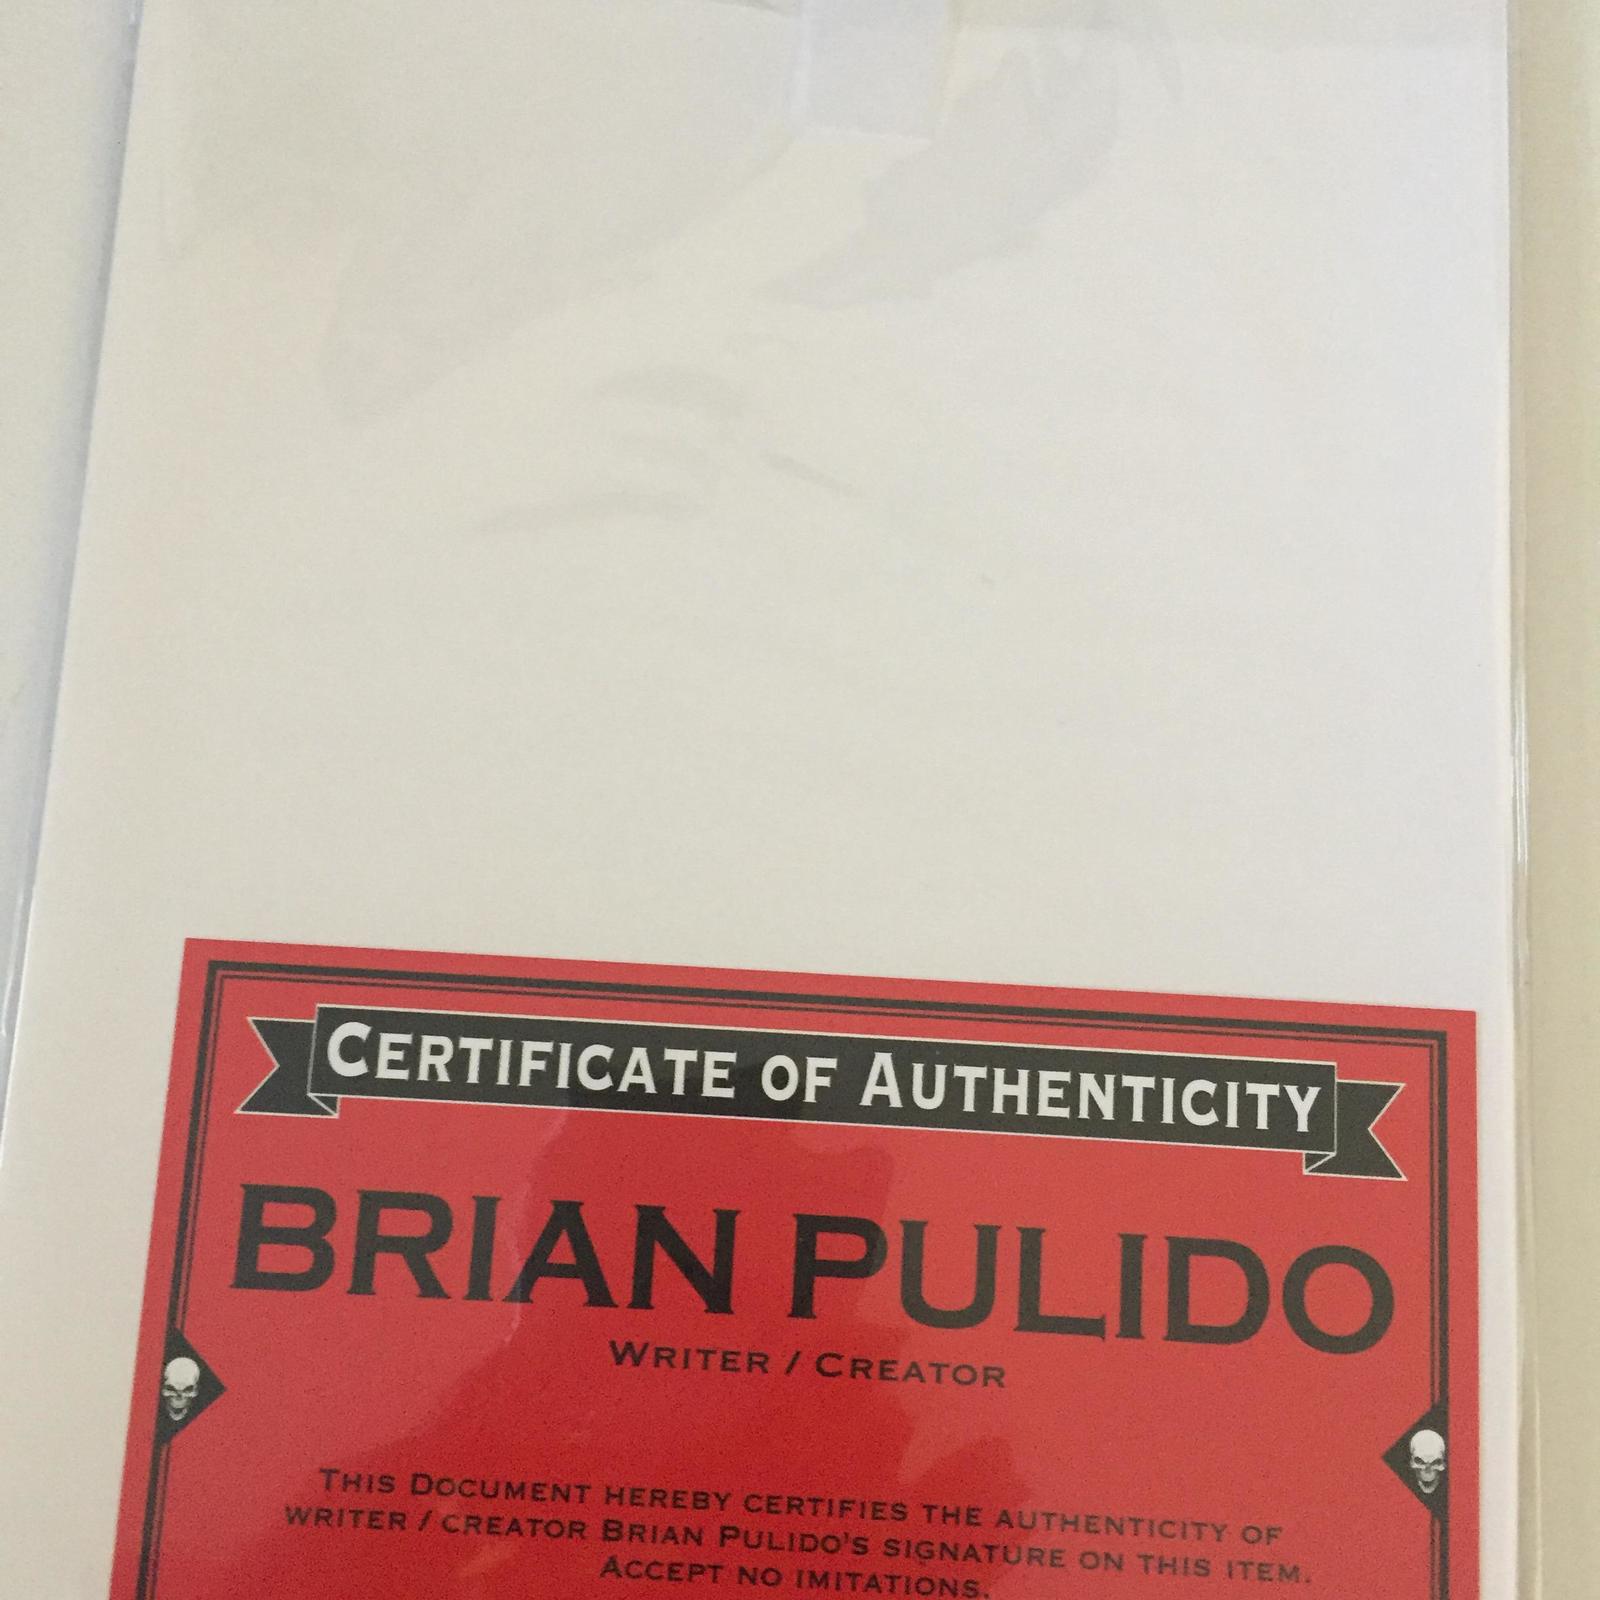 CERTIFICATE OF AUTHENTICITY
BRIAN PULIDO
WRITER / CREATOR
THIS DOCUMENT HEREBY CERTIFIES THE AUTHENTICITY OF
WRITER / CREATOR BRIAN PULIDO'S SIGNATURE ON THIS ITEM.
ACCEPT NO IMITATIONS.